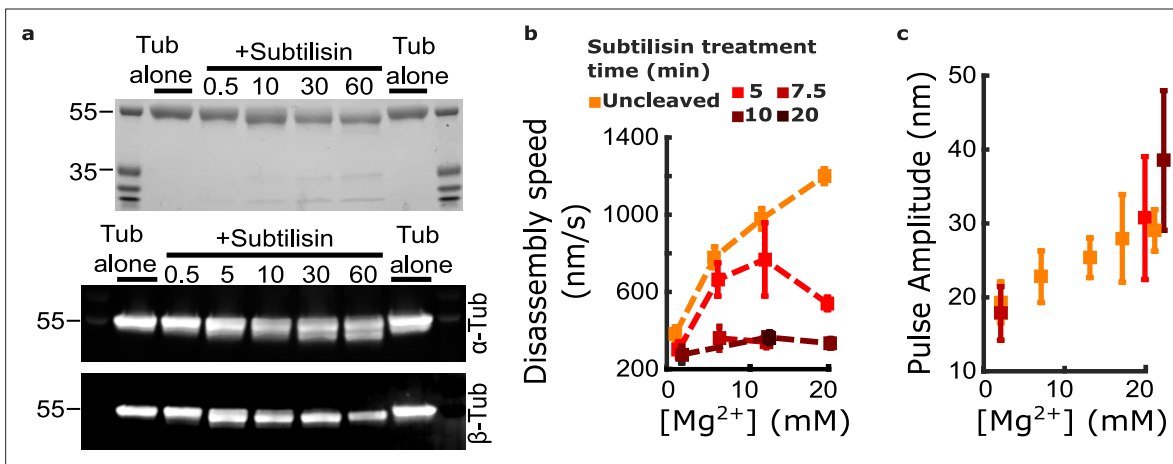 a
Tub alone
+Subtilisin
Tub alone
0.5 10 30 60
55
35
Tub alone
+Subtilisin
Tub alone
0.5 5 10 30 60
55
α-Tub
55
β-Tub
b
Subtilisin treatment
time (min)
Uncleaved
5
7.5
10
20
Disassembly speed
(nm/s)
1400
1000
600
200
0 10 20
[Mg2+] (mM)
c
Pulse Amplitude (nm)
50
40
30
20
10
0 10 20
[Mg2+] (mM)